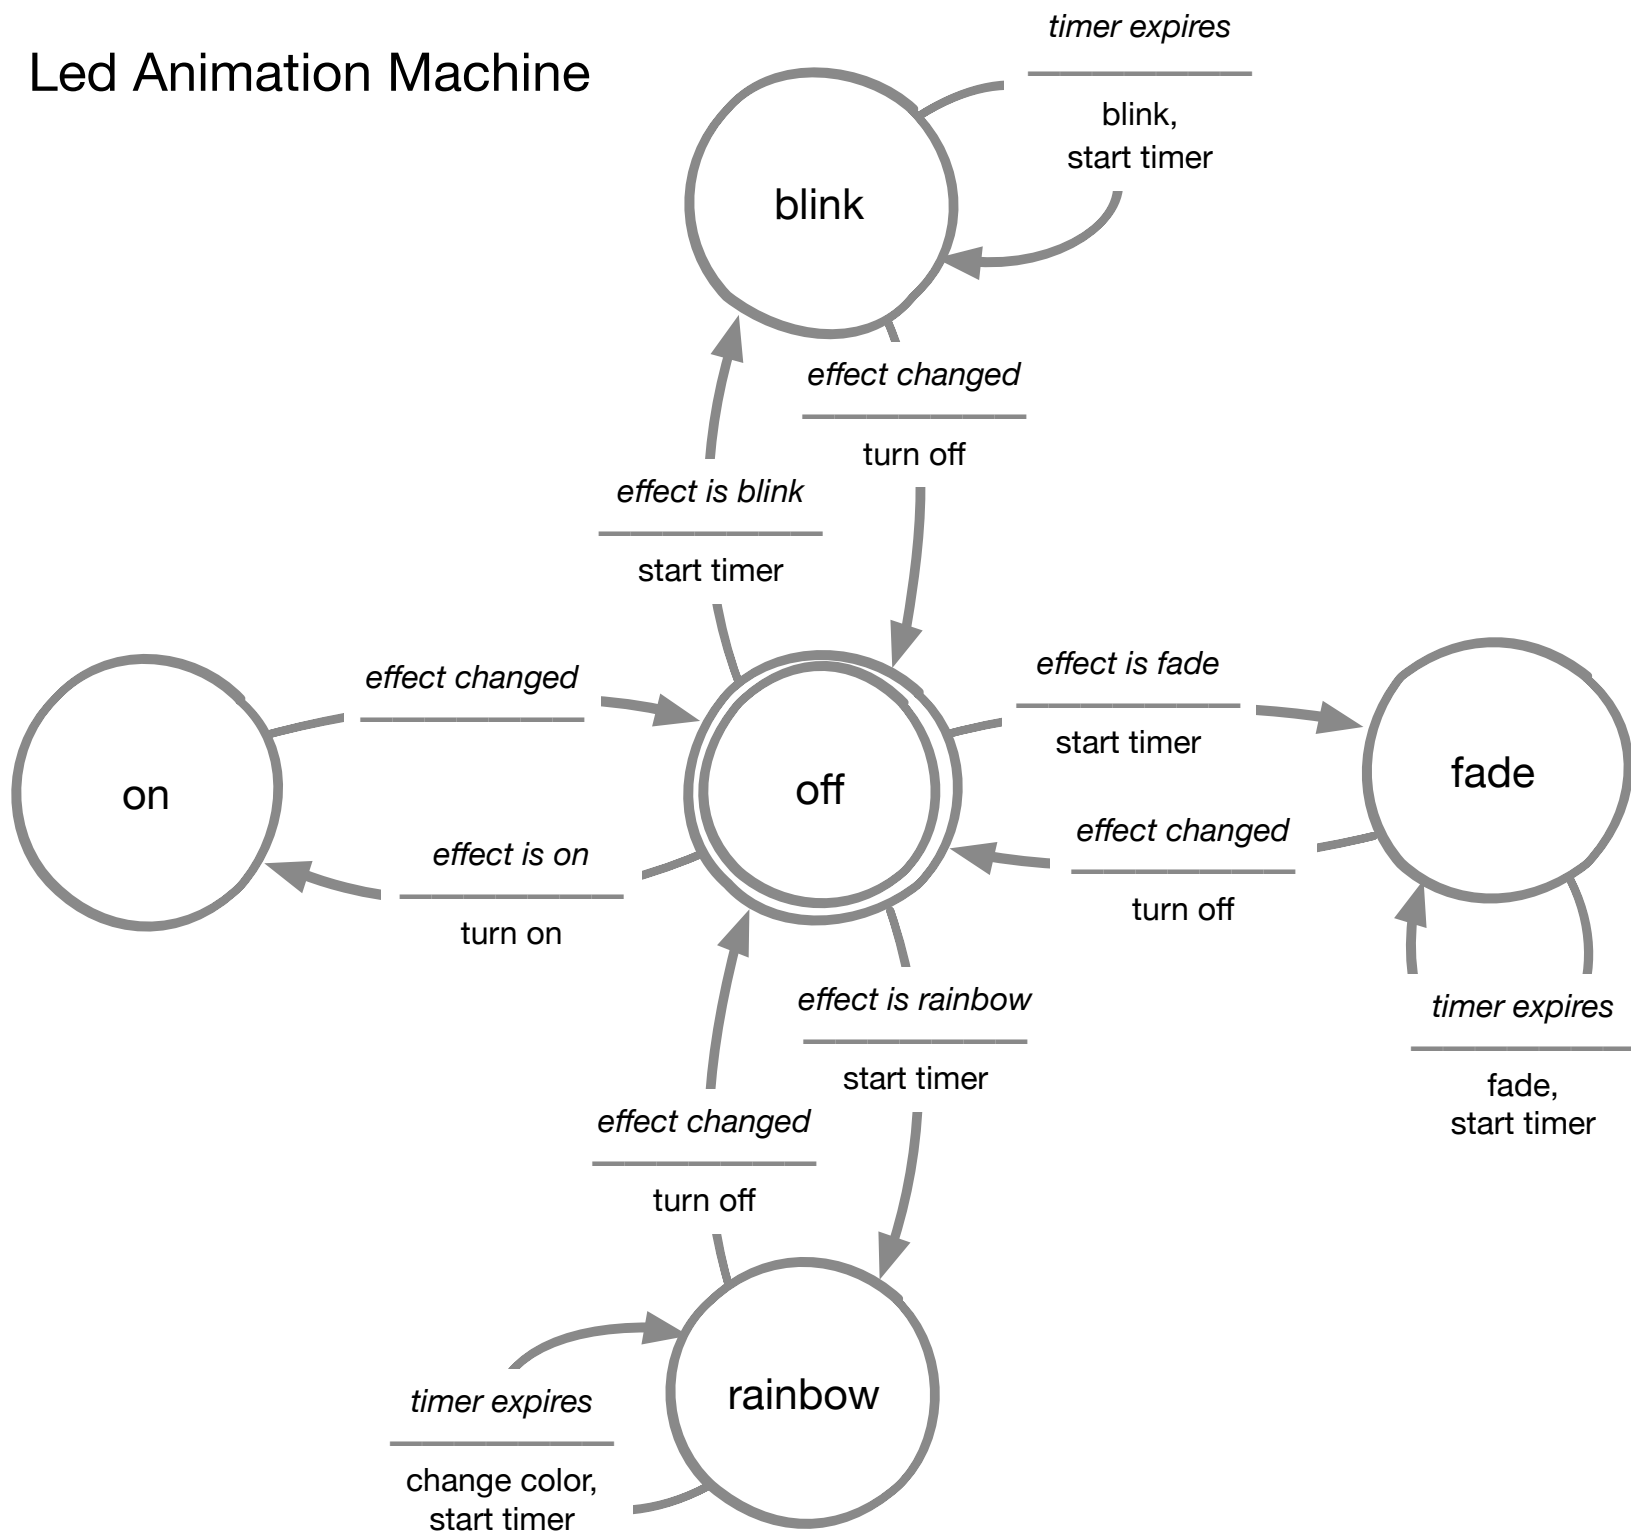 Led Animation Machine
timer expires
blink,
start timer
blink
effect changed
turn off
effect is blink
start timer
effect changed
on
effect is on
turn on
off
effect is fade
start timer
fade
effect changed
turn off
timer expires
fade,
start timer
effect is rainbow
start timer
effect changed
turn off
rainbow
timer expires
change color,
start timer